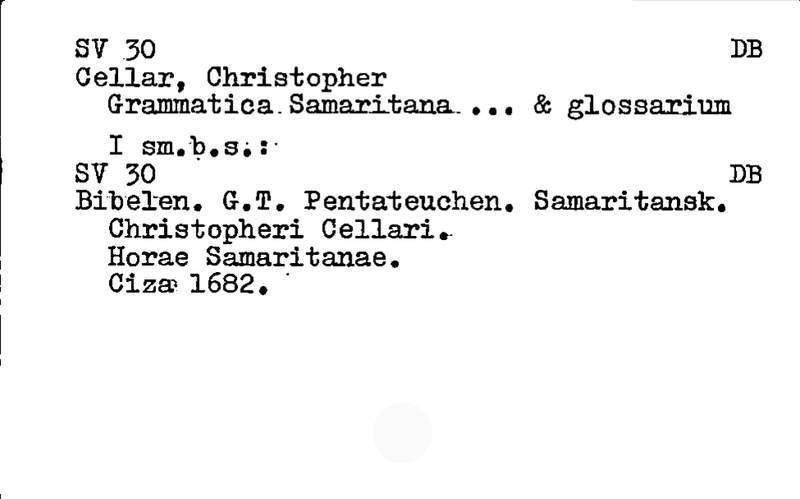 SV 30 DB
Cellar, Christopher
Grammatica Samaritana ... & glossarium
I sm.b.s.:
SV 30 DB
Bibelen. G.T. Pentateuchen. Samaritansk.
Christopheri Cellari.
Horae Samaritanae.
Cizæ 1682.